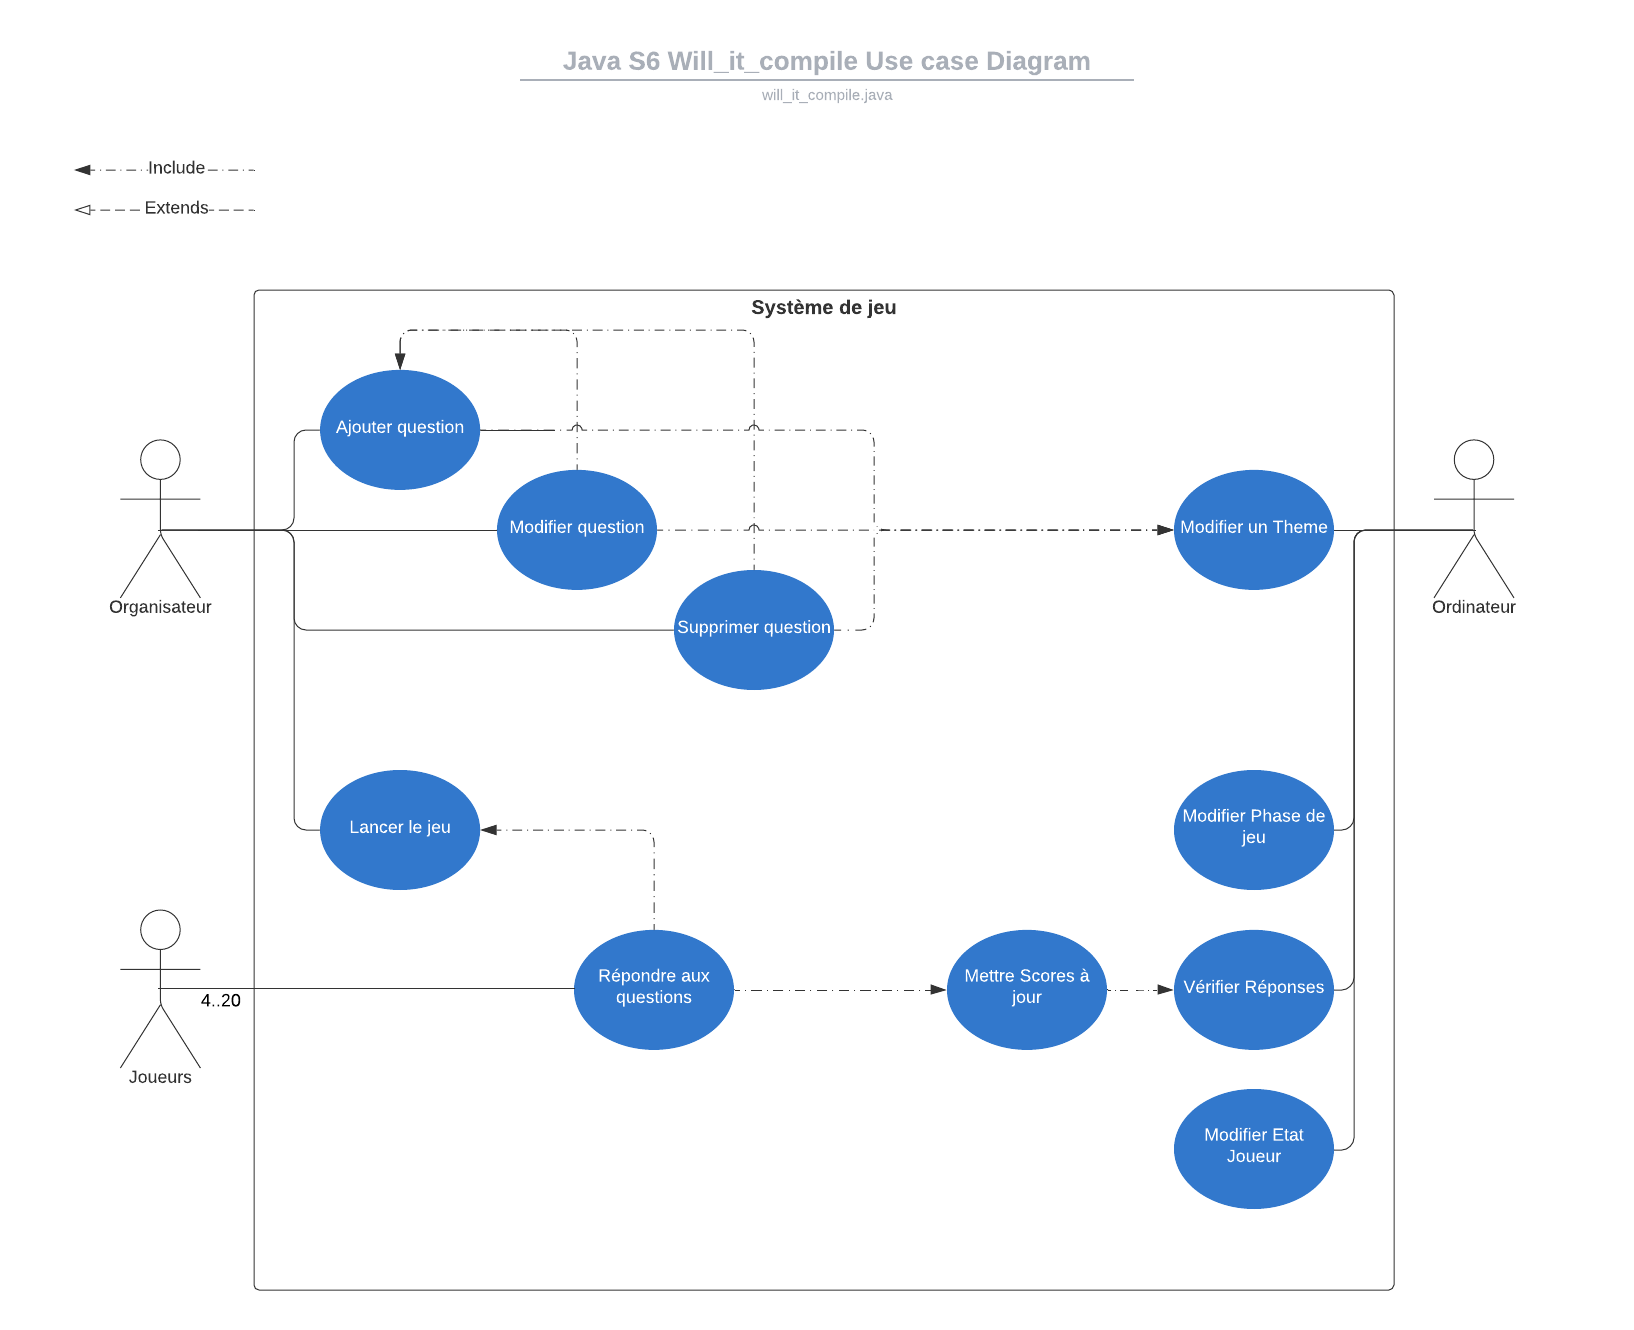 Java S6 Will_it_compile Use case Diagram
will_it_compile.java
Include
Extends
Système de jeu
Ajouter question
Modifier question
Modifier un Theme
Supprimer question
Organisateur
Ordinateur
Lancer le jeu
Modifier Phase de
jeu
Répondre aux
questions
Mettre Scores à
jour
Vérifier Réponses
4..20
Joueurs
Modifier Etat
Joueur